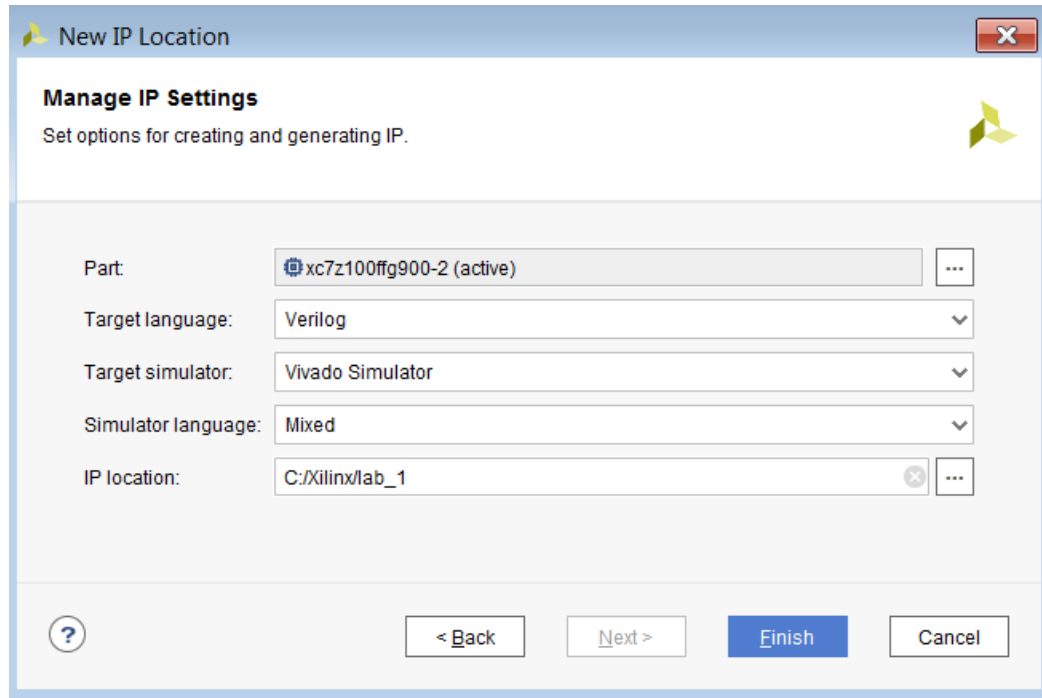 New IP Location
Manage IP Settings
Set options for creating and generating IP.
Part: xc7z100ffg900-2 (active) ...
Target language: Verilog
Target simulator: Vivado Simulator
Simulator language: Mixed
IP location: C:/Xilinx/lab_1 ...
? < Back Next > Finish Cancel